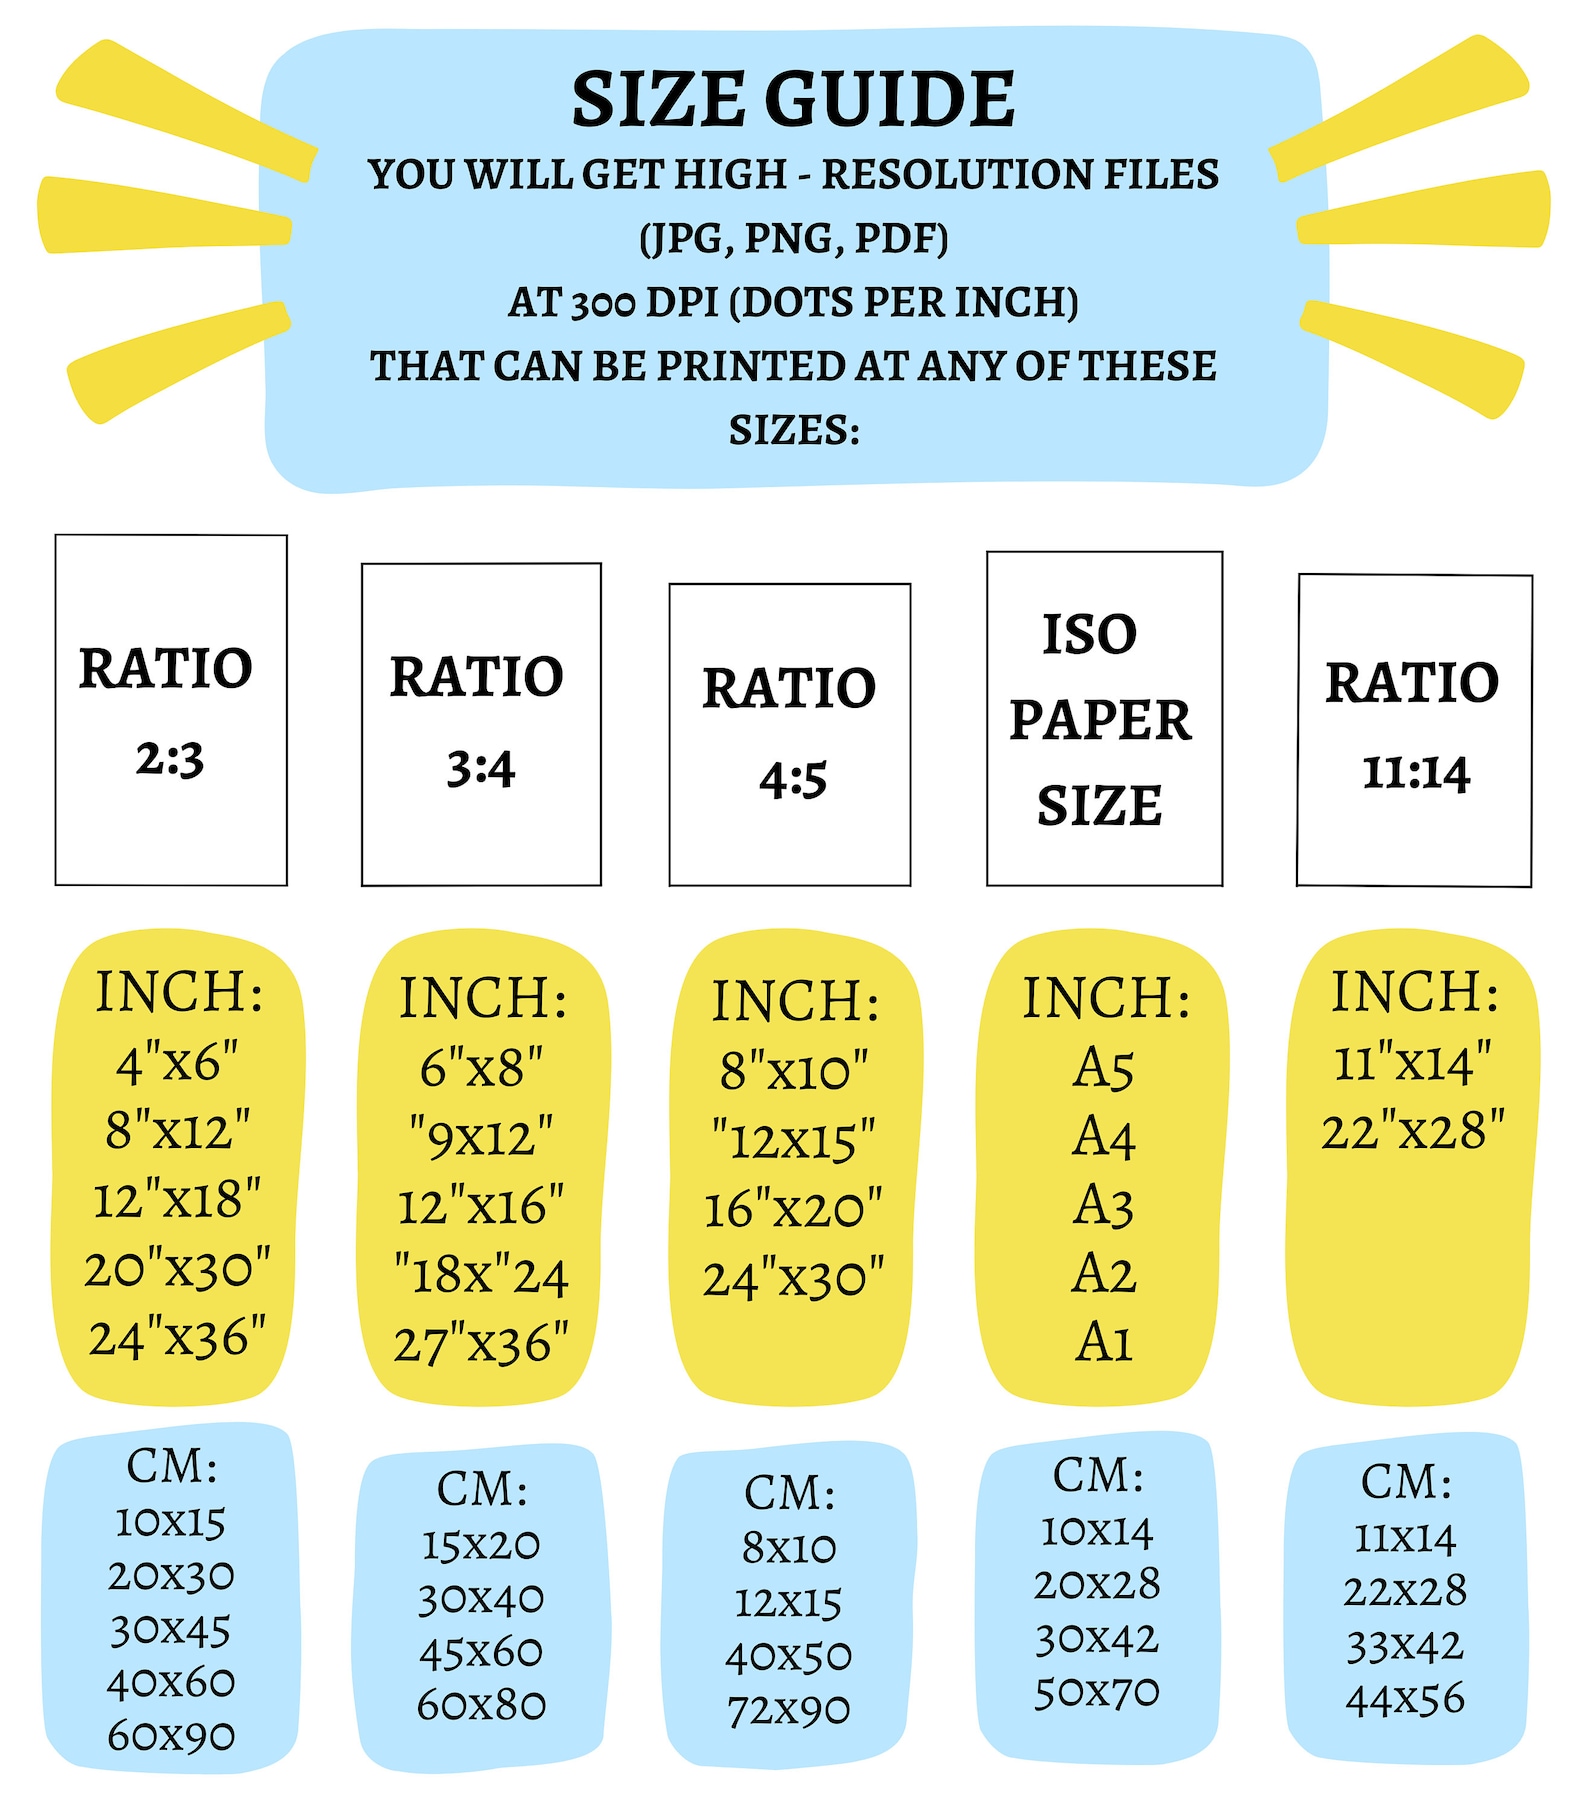 SIZE GUIDE
YOU WILL GET HIGH - RESOLUTION FILES
(JPG, PNG, PDF)
AT 300 DPI (DOTS PER INCH)
THAT CAN BE PRINTED AT ANY OF THESE
SIZES:
RATIO
2:3
RATIO
3:4
RATIO
4:5
ISO
PAPER
SIZE
RATIO
11:14
INCH:
4"x6"
8"x12"
12"x18"
20"x30"
24"x36"
INCH:
6"x8"
"9x12"
12"x16"
"18x"24
27"x36"
INCH:
8"x10"
"12x15"
16"x20"
24"x30"
INCH:
A5
A4
A3
A2
A1
INCH:
11"x14"
22"x28"
CM:
10x15
20x30
30x45
40x60
60x90
CM:
15x20
30x40
45x60
60x80
CM:
8x10
12x15
40x50
72x90
CM:
10x14
20x28
30x42
50x70
CM:
11x14
22x28
33x42
44x56